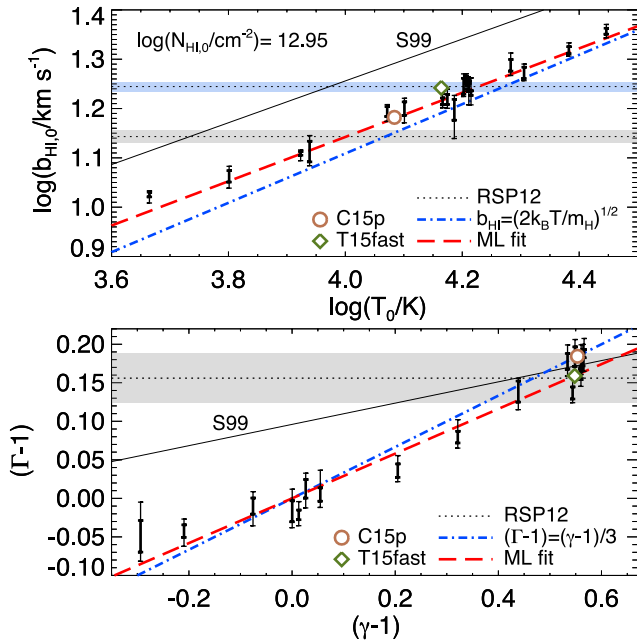 log(N_HI,0/cm^-2)= 12.95
S99
1.4
1.3
1.2
1.1
1.0
0.9
log(b_HI,0/km s^-1)
RSP12
C15p
b_HI=(2k_BT/m_H)^1/2
T15fast
ML fit
3.6 3.8 4.0 4.2 4.4
log(T_0/K)
0.20
0.15
0.10
0.05
0.00
-0.05
-0.10
(Γ-1)
S99
RSP12
C15p
(Γ-1)=(γ-1)/3
T15fast
ML fit
-0.2 0.0 0.2 0.4 0.6
(γ-1)